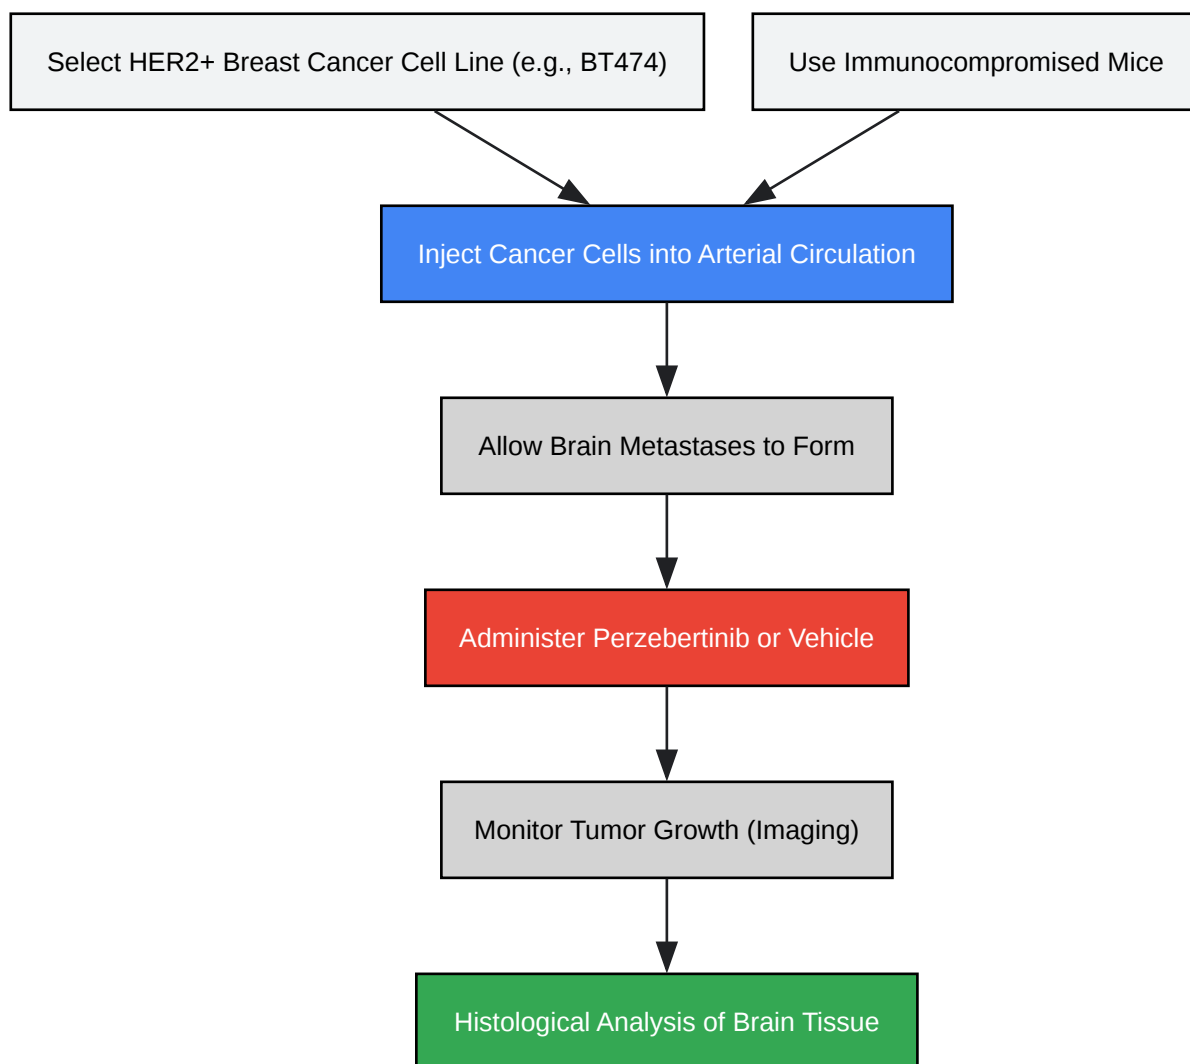 Select HER2+ Breast Cancer Cell Line (e.g., BT474)
Use Immunocompromised Mice
Inject Cancer Cells into Arterial Circulation
Allow Brain Metastases to Form
Administer Perzebertinib or Vehicle
Monitor Tumor Growth (Imaging)
Histological Analysis of Brain Tissue